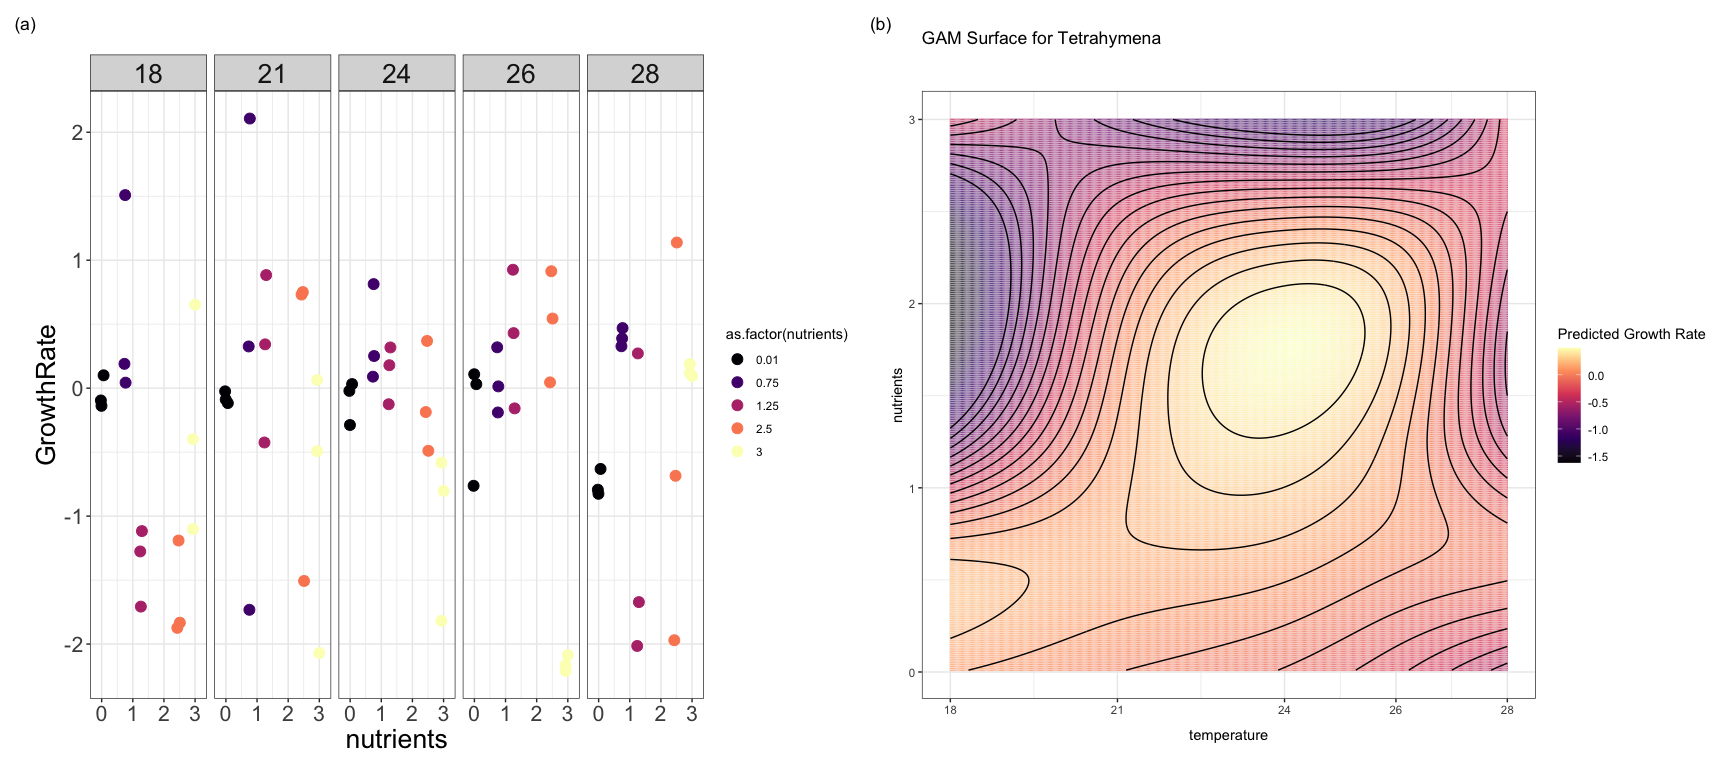 (a)
18 21 24 26 28
GrowthRate
2
1
0
-1
-2
0 1 2 3 0 1 2 3 0 1 2 3 0 1 2 3 0 1 2 3
nutrients
as.factor(nutrients)
0.01
0.75
1.25
2.5
3
(b)
GAM Surface for Tetrahymena
nutrients
3
2
1
0
18 21 24 26 28
temperature
Predicted Growth Rate
0.0
-0.5
-1.0
-1.5